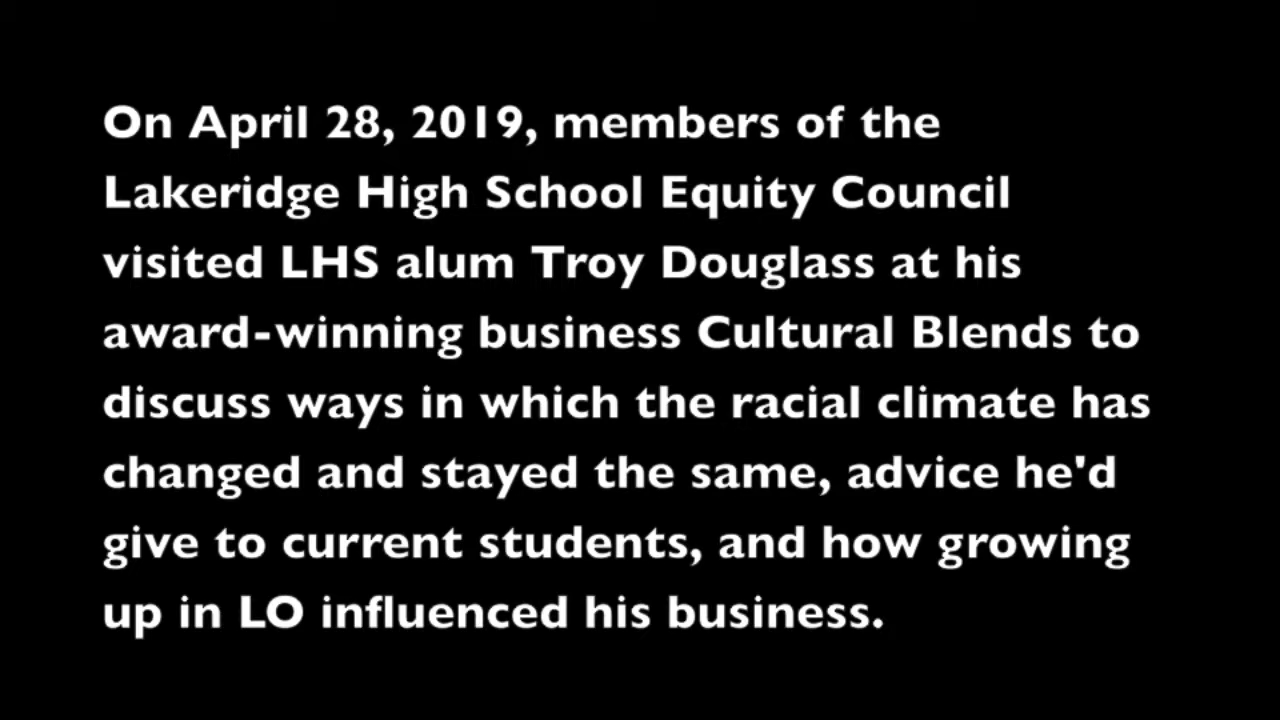 On April 28, 2019, members of the
Lakeridge High School Equity Council
visited LHS alum Troy Douglass at his
award-winning business Cultural Blends to
discuss ways in which the racial climate has
changed and stayed the same, advice he'd
give to current students, and how growing
up in LO influenced his business.